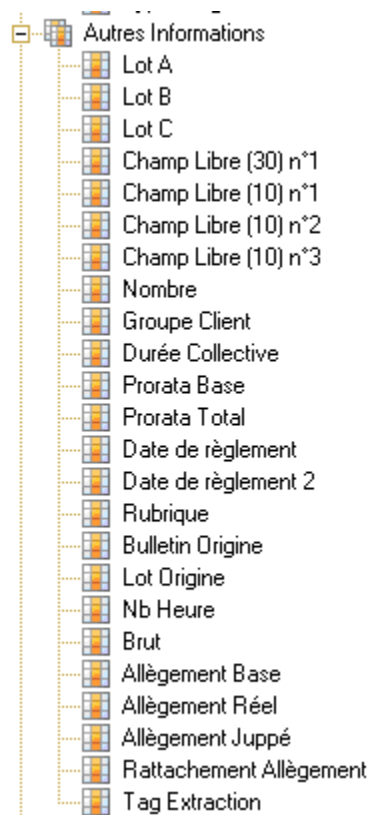 Autres Informations
Lot A
Lot B
Lot C
Champ Libre (30) n°1
Champ Libre (10) n°1
Champ Libre (10) n°2
Champ Libre (10) n°3
Nombre
Groupe Client
Durée Collective
Prorata Base
Prorata Total
Date de règlement
Date de règlement 2
Rubrique
Bulletin Origine
Lot Origine
Nb Heure
Brut
Allègement Base
Allègement Réel
Allègement Juppé
Rattachement Allègement
Tag Extraction